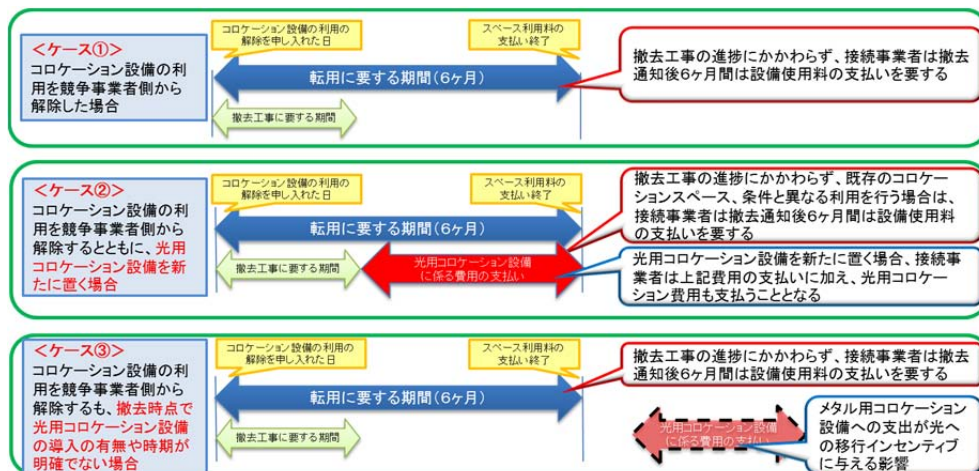 ＜ケース①＞
コロケーション設備の利
用を競争事業者側から
解除した場合
コロケーション設備の利用の
解除を申し入れた日
スペース利用料の
支払い終了
転用に要する期間(6ヶ月)
撤去工事に要する期間
撤去工事の進捗にかかわらず、接続事業者は撤去
通知後6ヶ月間は設備使用料の支払いを要する
＜ケース②＞
コロケーション設備の利
用を競争事業者側から
解除するとともに、光用
コロケーション設備を新
たに置く場合
コロケーション設備の利用の
解除を申し入れた日
スペース利用料の
支払い終了
転用に要する期間(6ヶ月)
撤去工事に要する期間
光用コロケーション設備
に係る費用の支払い
撤去工事の進捗にかかわらず、既存のコロケ
ーションスペース、条件と異なる利用を行う場合は、
接続事業者は撤去通知後6ヶ月間は設備使用料
の支払いを要する
光用コロケーション設備を新たに置く場合、接続事
業者は上記費用の支払いに加え、光用コロケー
ション費用も支払うこととなる
＜ケース③＞
コロケーション設備の利
用を競争事業者側から
解除するも、撤去時点で
光用コロケーション設備
の導入の有無や時期が
明確でない場合
コロケーション設備の利用の
解除を申し入れた日
スペース利用料の
支払い終了
転用に要する期間(6ヶ月)
撤去工事に要する期間
撤去工事の進捗にかかわらず、接続事業者は撤去
通知後6ヶ月間は設備使用料の支払いを要する
光用コロケーション設備
に係る費用の支払い
メタル用コロケーション
設備への支出が光へ
の移行インセンティブ
に与える影響